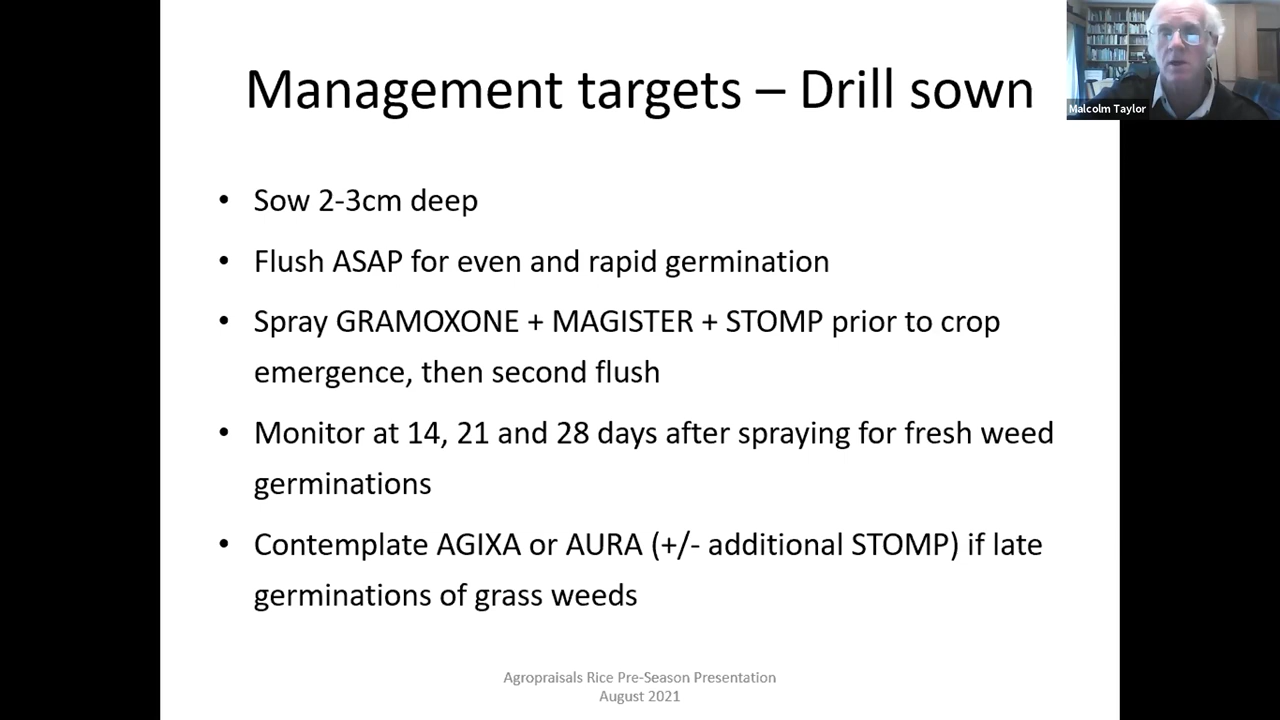 Management targets – Drill sown
Malcolm Taylor
• Sow 2-3cm deep
• Flush ASAP for even and rapid germination
• Spray GRAMOXONE + MAGISTER + STOMP prior to crop
emergence, then second flush
• Monitor at 14, 21 and 28 days after spraying for fresh weed
germinations
• Contemplate AGIXA or AURA (+/- additional STOMP) if late
germinations of grass weeds
Agropraisals Rice Pre-Season Presentation
August 2021